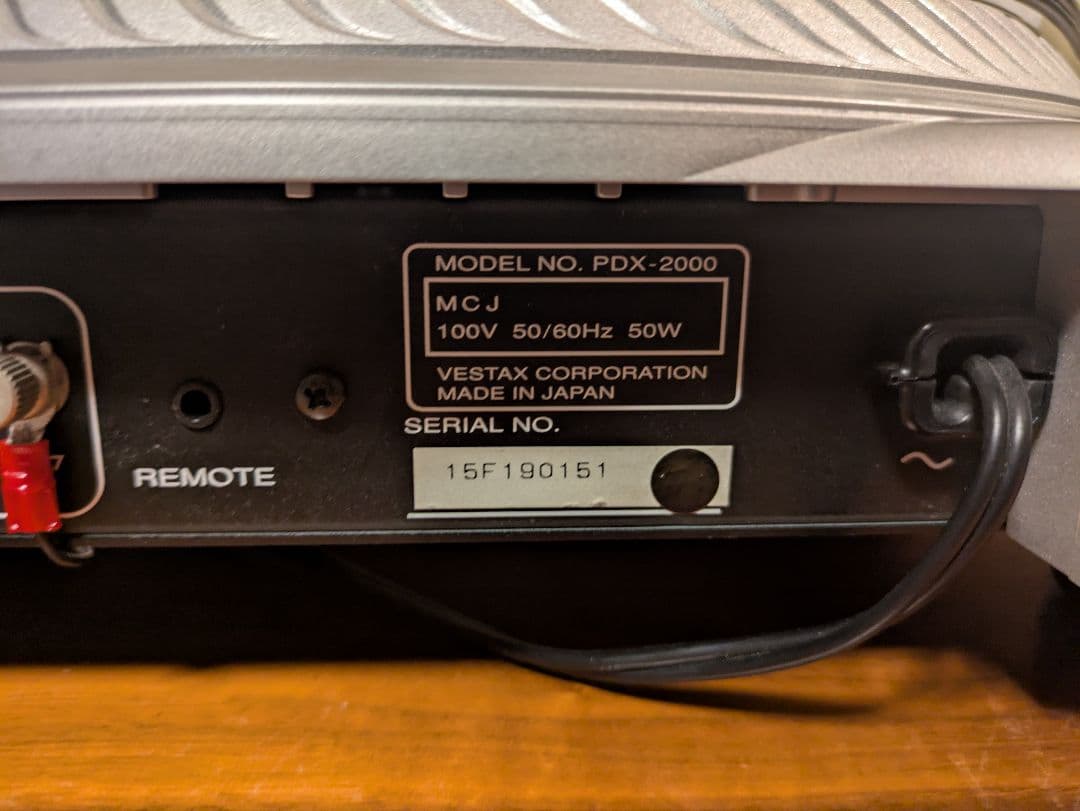 MODEL NO. PDX-2000
MCJ
100V 50/60Hz 50W
VESTAX CORPORATION
MADE IN JAPAN
SERIAL NO.
15F190151
REMOTE
~